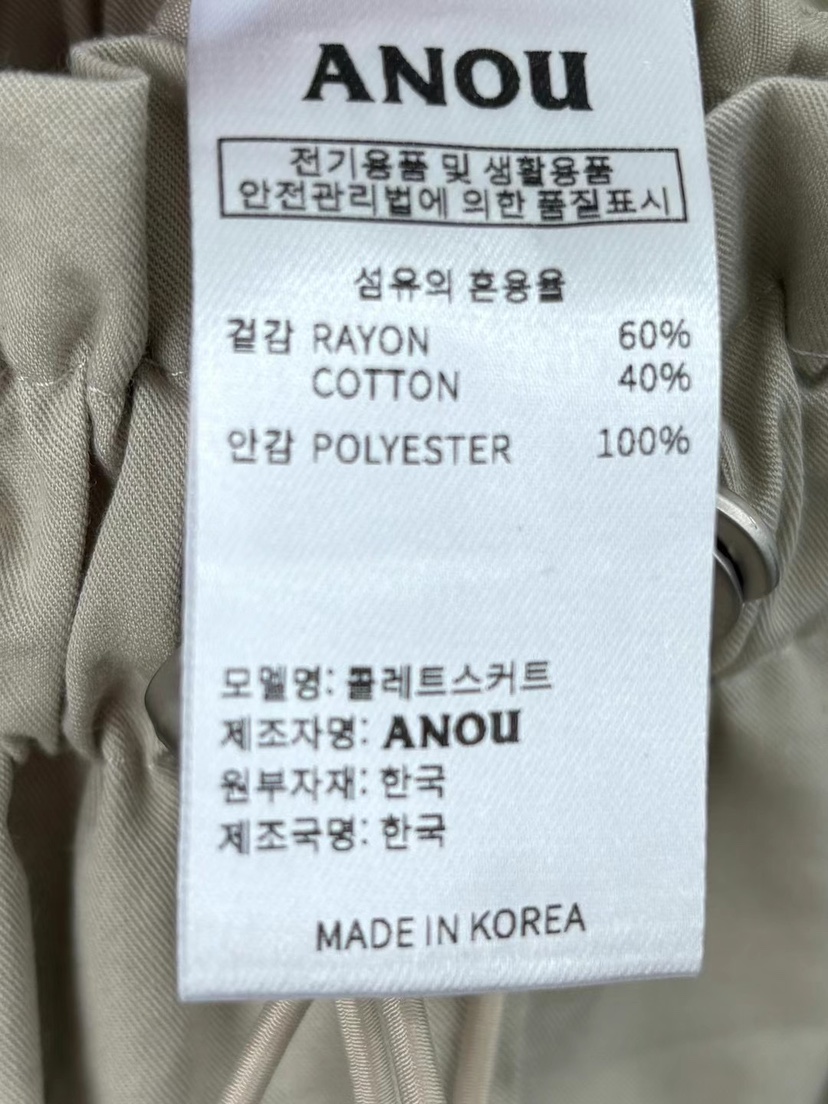 ANOU
전기용품 및 생활용품
안전관리법에 의한 품질표시
섬유의 혼용율
겉감 RAYON 60%
COTTON 40%
안감 POLYESTER 100%
모델명: 콜레트스커트
제조자명: ANOU
원부자재: 한국
제조국명: 한국
MADE IN KOREA